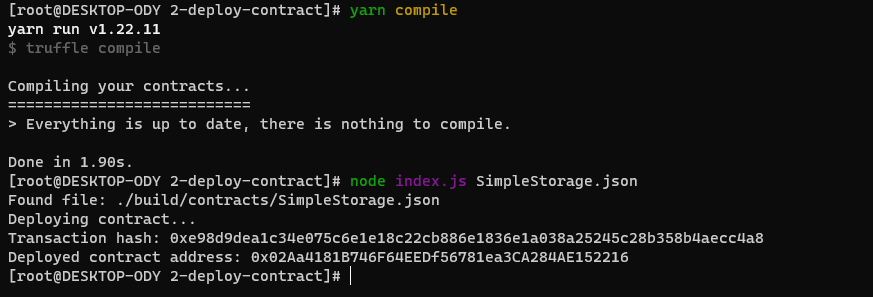 [root@DESKTOP-ODY 2-deploy-contract]# yarn compile
yarn run v1.22.11
$ truffle compile
Compiling your contracts...
===========================
> Everything is up to date, there is nothing to compile.
Done in 1.90s.
[root@DESKTOP-ODY 2-deploy-contract]# node index.js SimpleStorage.json
Found file: ./build/contracts/SimpleStorage.json
Deploying contract...
Transaction hash: 0xe98d9dea1c34e075c6e1e18c22cb886e1836e1a038a25245c28b358b4aecc4a8
Deployed contract address: 0x02Aa4181B746F64EEDf56781ea3CA284AE152216
[root@DESKTOP-ODY 2-deploy-contract]#